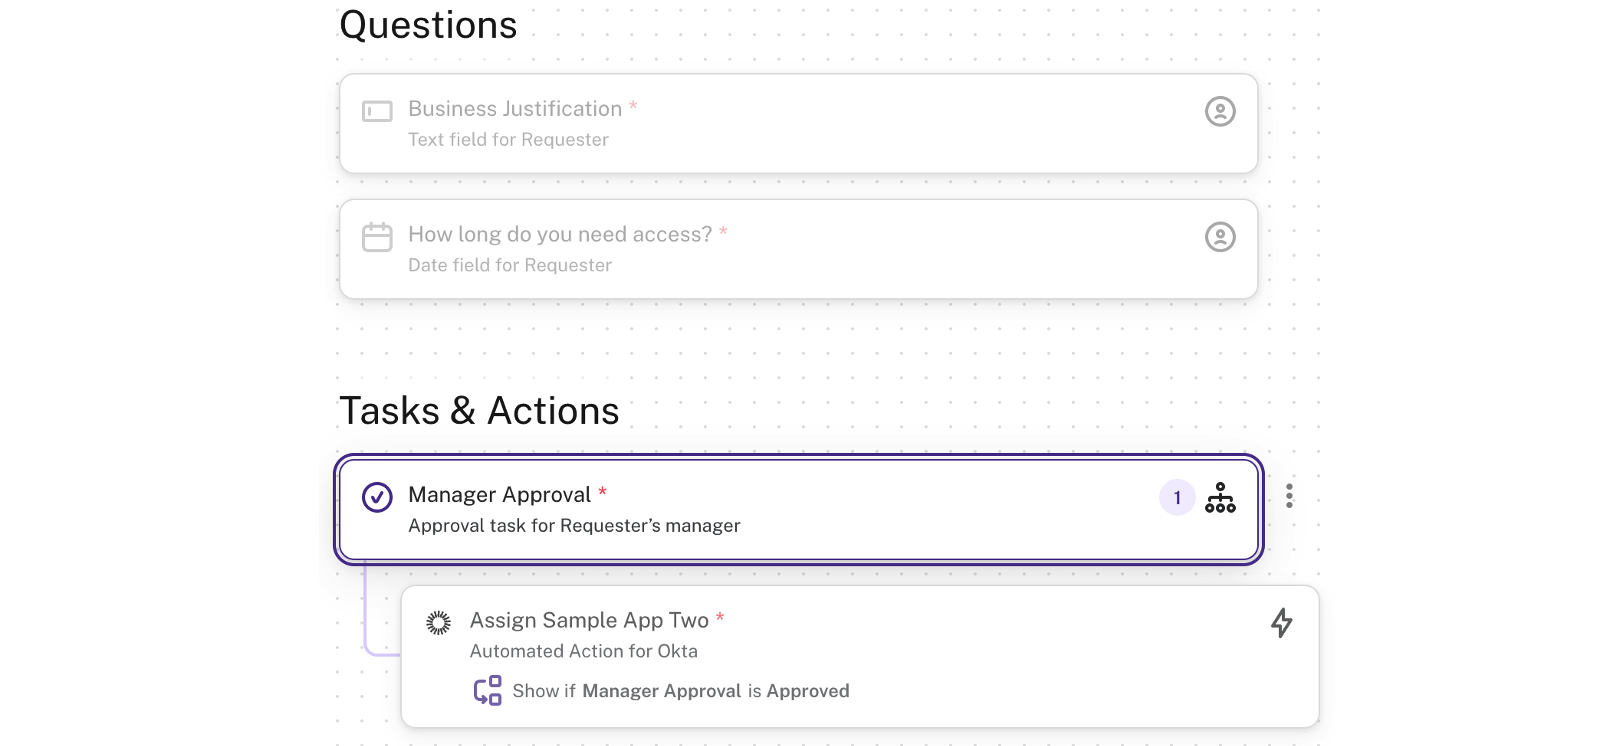 Questions
Business Justification *
Text field for Requester
How long do you need access? *
Date field for Requester
Tasks & Actions
Manager Approval *
1
Approval task for Requester’s manager
Assign Sample App Two *
Automated Action for Okta
Show if Manager Approval is Approved